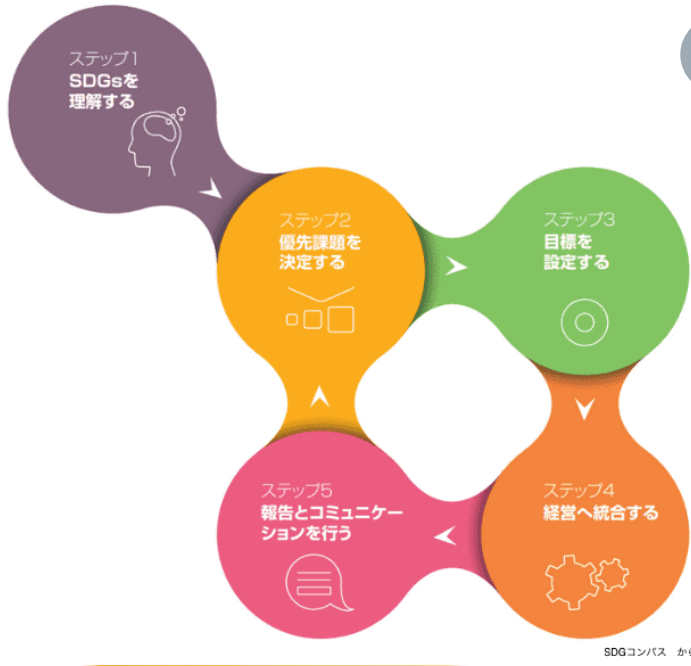 ステップ1
SDGsを
理解する
ステップ2
優先課題を
決定する
ステップ3
目標を
設定する
ステップ4
経営へ統合する
ステップ5
報告とコミュニケー
ションを行う
SDGコンパス から